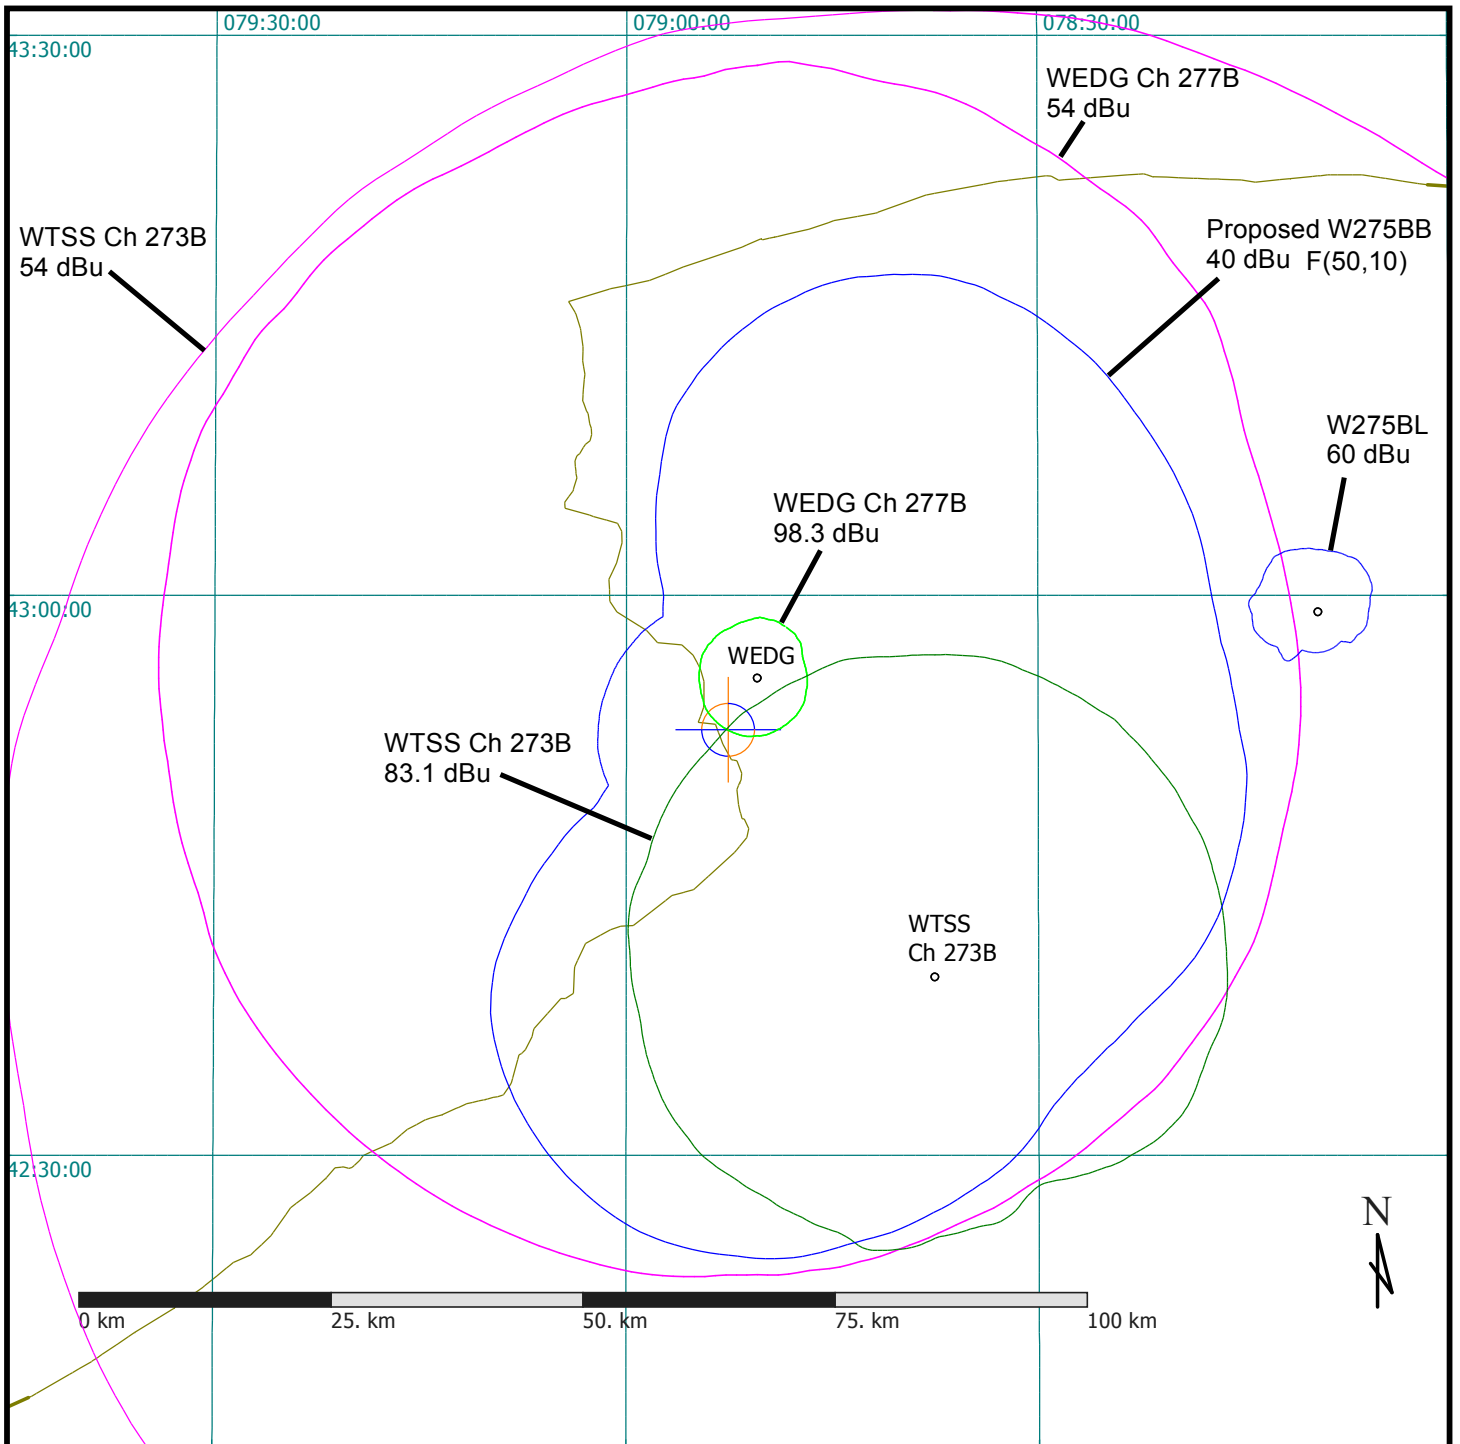 079:30:00
079:00:00
078:30:00
43:30:00
WEDG Ch 277B
54 dBu
WTSS Ch 273B
54 dBu
Proposed W275BB
40 dBu F(50,10)
W275BL
60 dBu
WEDG Ch 277B
98.3 dBu
43:00:00
WEDG
WTSS Ch 273B
83.1 dBu
WTSS
Ch 273B
42:30:00
N
0 km
25. km
50. km
75. km
100 km